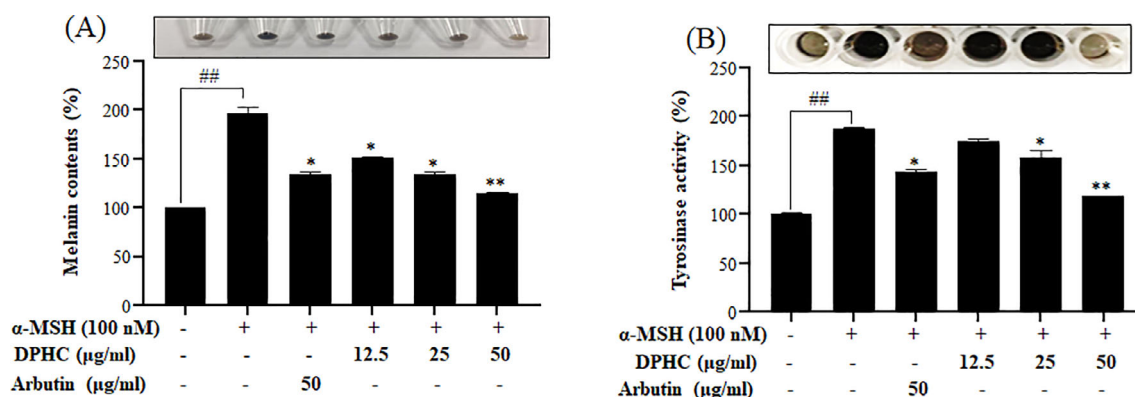 (A)
Melanin contents (%)
250
200
150
100
50
0
##
*
*
*
**
α-MSH (100 nM) - + + + + +
DPHC (µg/ml) - - - 12.5 25 50
Arbutin (µg/ml) - - 50 - - -
(B)
Tyrosinase activity (%)
250
200
150
100
50
0
##
*
*
**
α-MSH (100 nM) - + + + + +
DPHC (µg/ml) - - - 12.5 25 50
Arbutin (µg/ml) - - 50 - - -